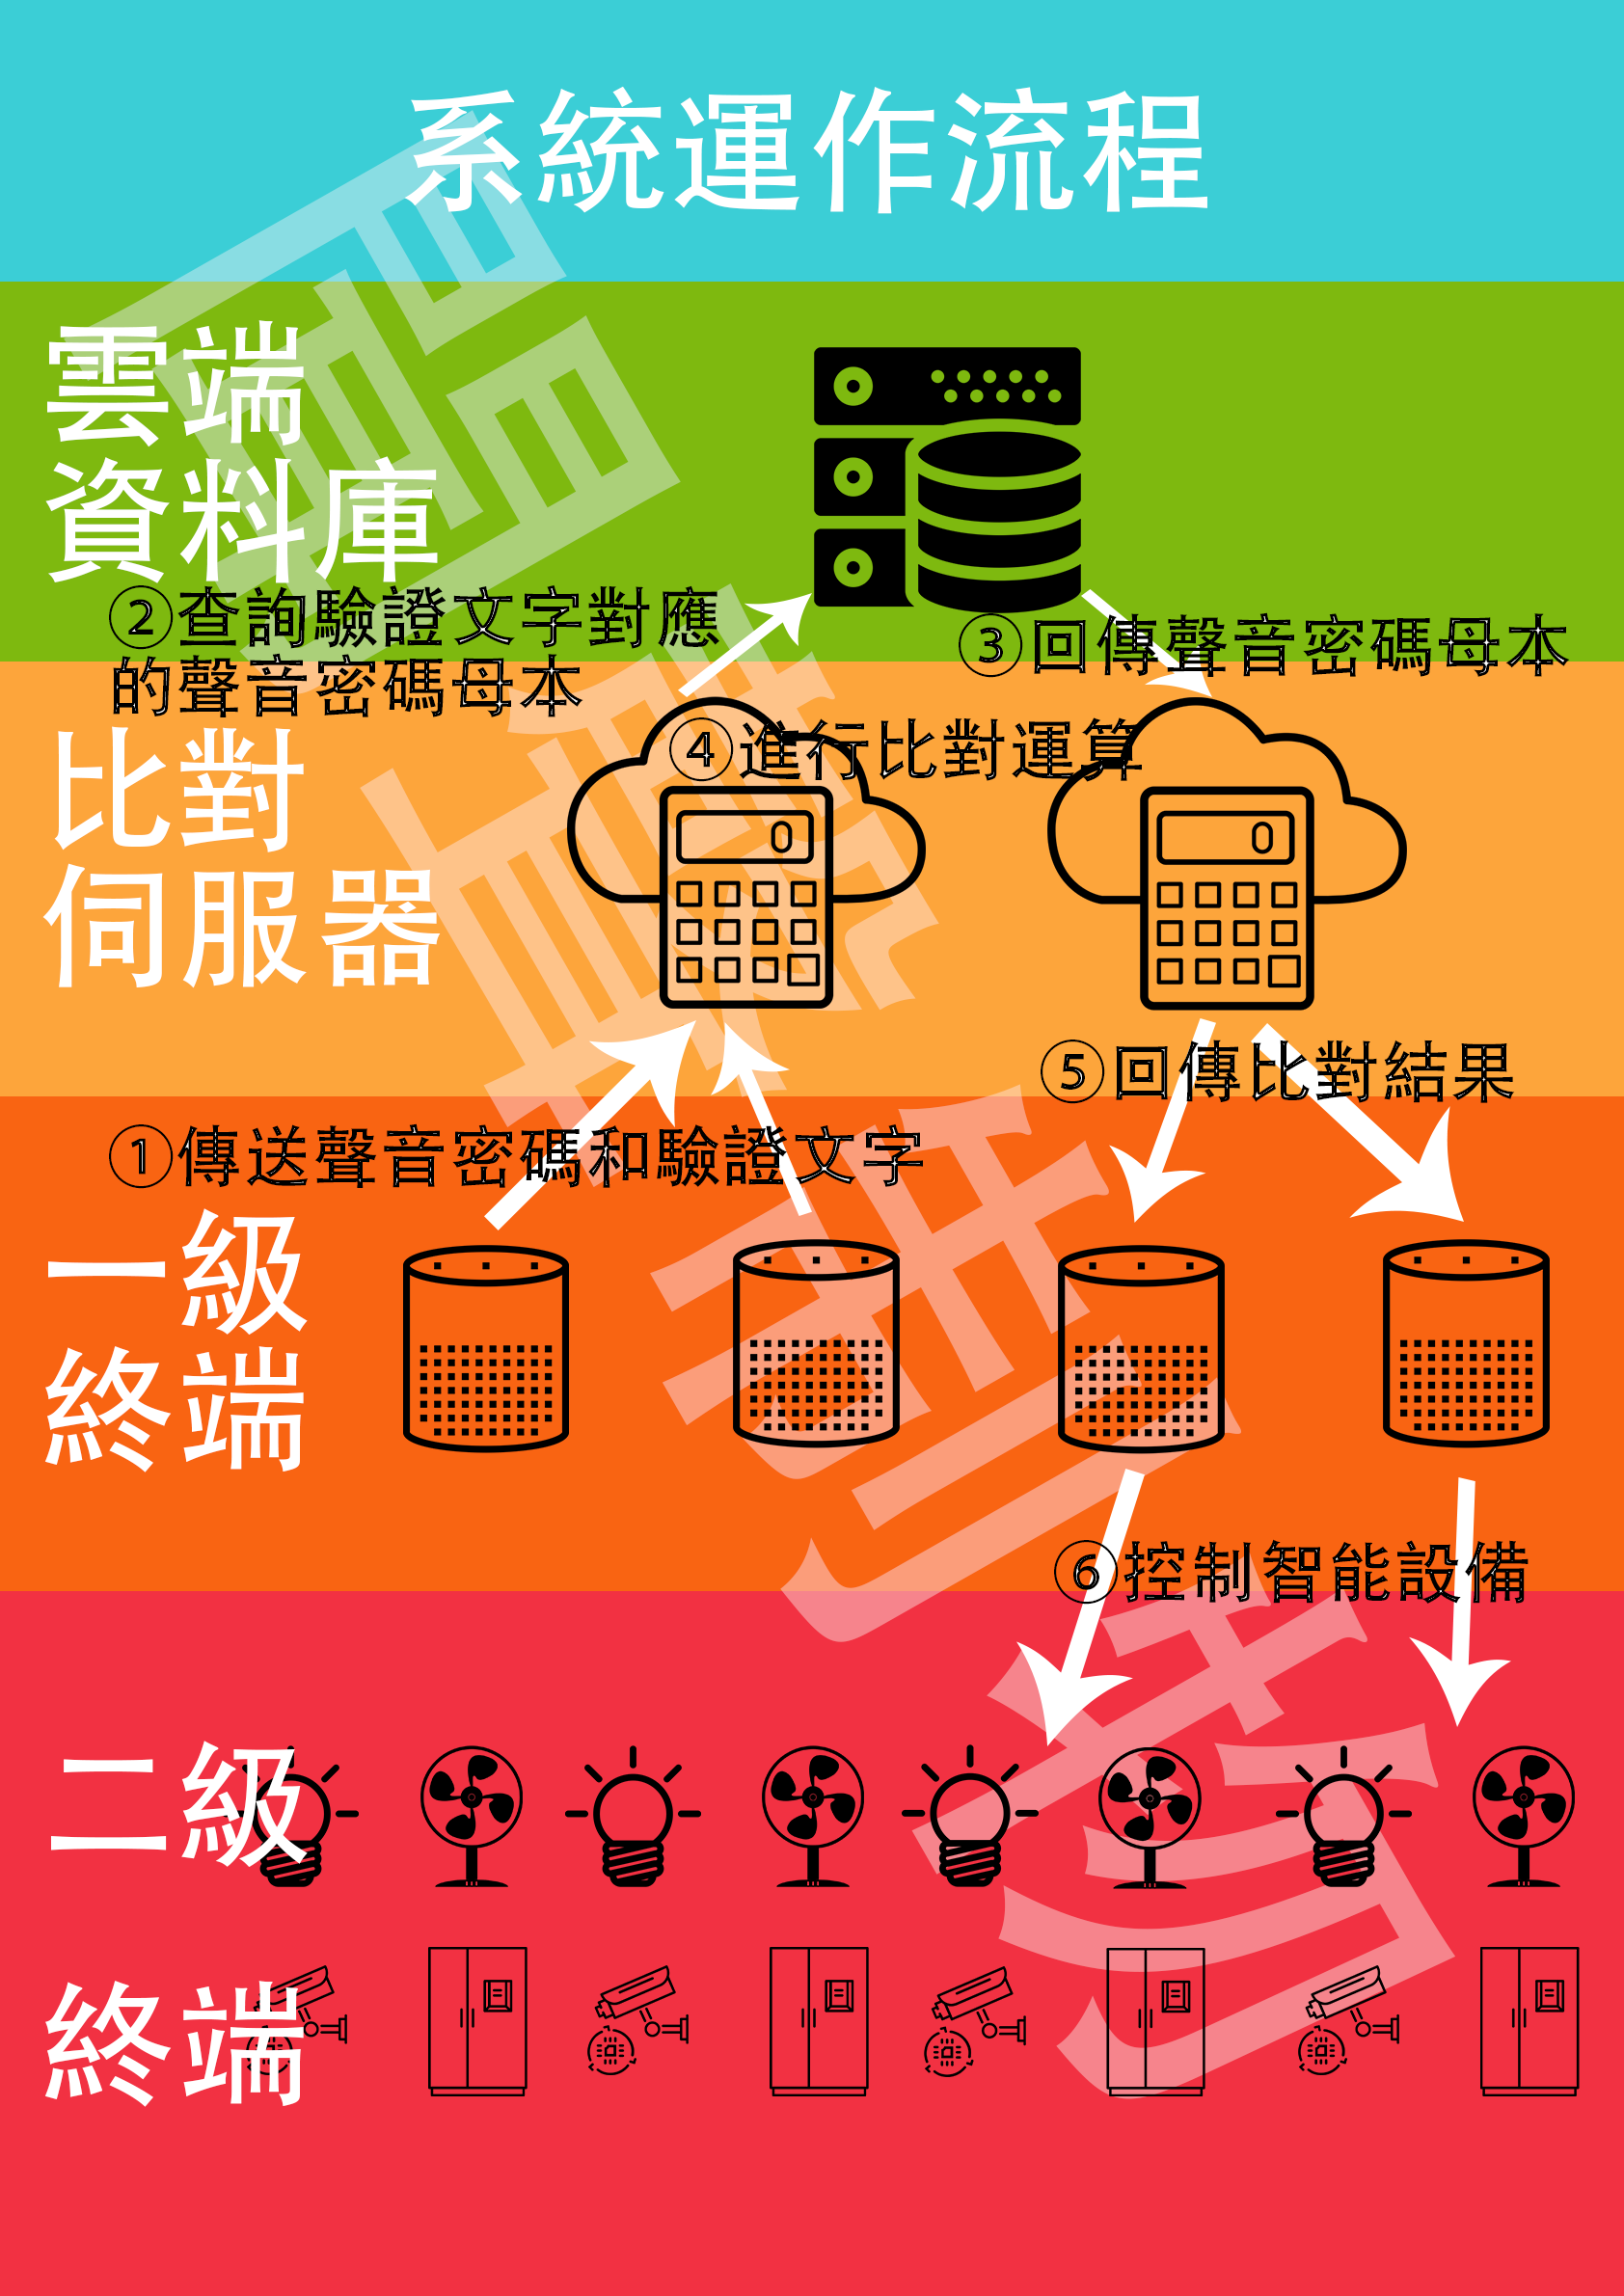 系統運作流程
雲端
資料庫
②查詢驗證文字對應
的聲音密碼母本
③回傳聲音密碼母本
④進行比對運算
比對
伺服器
⑤回傳比對結果
①傳送聲音密碼和驗證文字
一級
終端
⑥控制智能設備
二級
終端
0
0